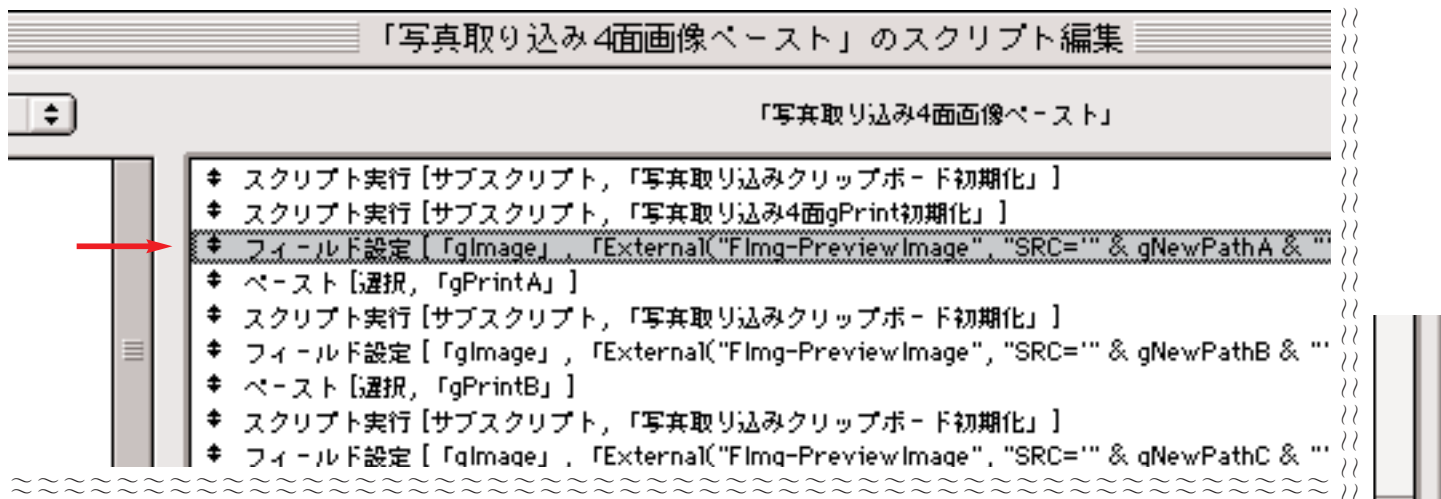 「写真取り込み4面画像ペースト」のスクリプト編集
「写真取り込み4面画像ペースト」
スクリプト実行 [サブスクリプト, 「写真取り込みクリップボード初期化」]
スクリプト実行 [サブスクリプト, 「写真取り込み4面gPrint初期化」]
フィールド設定 [「gImage」, 「External("FImg-PreviewImage", "SRC='" & gNewPathA & "'
ペースト [選択, 「gPrintA」]
スクリプト実行 [サブスクリプト, 「写真取り込みクリップボード初期化」]
フィールド設定 [「gImage」, 「External("FImg-PreviewImage", "SRC='" & gNewPathB & "'
ペースト [選択, 「gPrintB」]
スクリプト実行 [サブスクリプト, 「写真取り込みクリップボード初期化」]
フィールド設定 [「gImage」, 「External("FImg-PreviewImage", "SRC='" & gNewPathC & "'